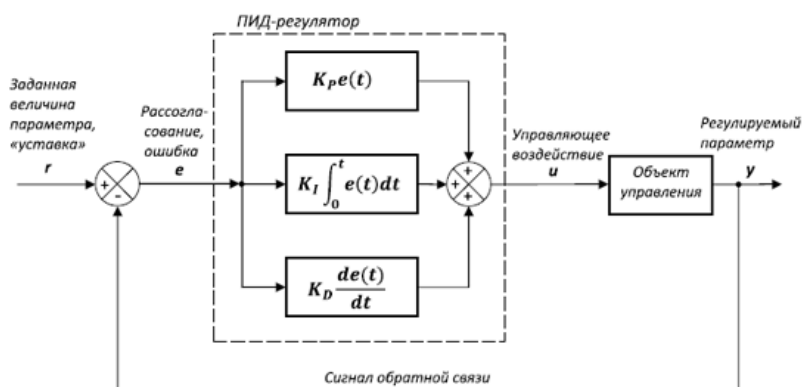 ПИД-регулятор
Заданная
величина
параметра,
«уставка»
r
Рассогла-
сование,
ошибка
e
+
-
K_P e(t)
K_I ∫_0^t e(t)dt
K_D de(t)/dt
+
+
+
Управляющее
воздействие
u
Объект
управления
Регулируемый
параметр
y
Сигнал обратной связи